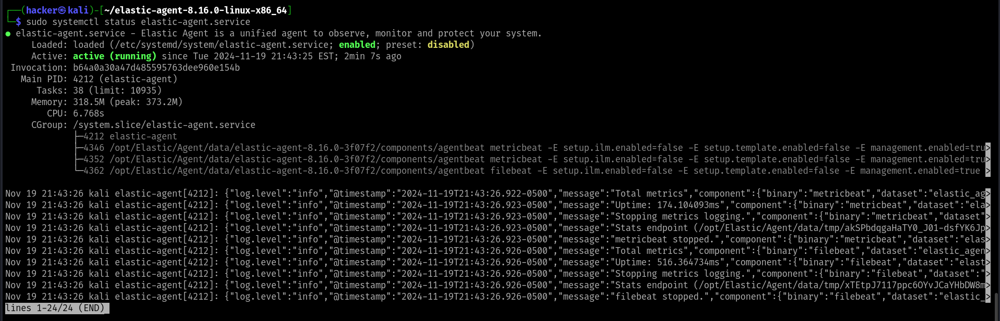 ┌──(hacker㉿kali)-[~/elastic-agent-8.16.0-linux-x86_64]
└─$ sudo systemctl status elastic-agent.service
● elastic-agent.service - Elastic Agent is a unified agent to observe, monitor and protect your system.
     Loaded: loaded (/etc/systemd/system/elastic-agent.service; enabled; preset: disabled)
     Active: active (running) since Tue 2024-11-19 21:43:25 EST; 2min 7s ago
 Invocation: b64a0a30a47d485595763dee960e154b
   Main PID: 4212 (elastic-agent)
      Tasks: 38 (limit: 10935)
     Memory: 318.5M (peak: 373.2M)
        CPU: 6.768s
     CGroup: /system.slice/elastic-agent.service
             ├─4212 elastic-agent
             ├─4346 /opt/Elastic/Agent/data/elastic-agent-8.16.0-3f07f2/components/agentbeat metricbeat -E setup.ilm.enabled=false -E setup.template.enabled=false -E management.enabled=tru>
             ├─4352 /opt/Elastic/Agent/data/elastic-agent-8.16.0-3f07f2/components/agentbeat metricbeat -E setup.ilm.enabled=false -E setup.template.enabled=false -E management.enabled=tru>
             └─4362 /opt/Elastic/Agent/data/elastic-agent-8.16.0-3f07f2/components/agentbeat filebeat -E setup.ilm.enabled=false -E setup.template.enabled=false -E management.enabled=true >
Nov 19 21:43:26 kali elastic-agent[4212]: {"log.level":"info","@timestamp":"2024-11-19T21:43:26.922-0500","message":"Total metrics","component":{"binary":"metricbeat","dataset":"elastic_ag>
Nov 19 21:43:26 kali elastic-agent[4212]: {"log.level":"info","@timestamp":"2024-11-19T21:43:26.923-0500","message":"Uptime: 174.104093ms","component":{"binary":"metricbeat","dataset":"ela>
Nov 19 21:43:26 kali elastic-agent[4212]: {"log.level":"info","@timestamp":"2024-11-19T21:43:26.923-0500","message":"Stopping metrics logging.","component":{"binary":"metricbeat","dataset">
Nov 19 21:43:26 kali elastic-agent[4212]: {"log.level":"info","@timestamp":"2024-11-19T21:43:26.923-0500","message":"Stats endpoint (/opt/Elastic/Agent/data/tmp/akSPbdqgaHaTY0_J01-dsfYK6Jp>
Nov 19 21:43:26 kali elastic-agent[4212]: {"log.level":"info","@timestamp":"2024-11-19T21:43:26.923-0500","message":"metricbeat stopped.","component":{"binary":"metricbeat","dataset":"elas>
Nov 19 21:43:26 kali elastic-agent[4212]: {"log.level":"info","@timestamp":"2024-11-19T21:43:26.926-0500","message":"Total metrics","component":{"binary":"filebeat","dataset":"elastic_agen>
Nov 19 21:43:26 kali elastic-agent[4212]: {"log.level":"info","@timestamp":"2024-11-19T21:43:26.926-0500","message":"Uptime: 516.364734ms","component":{"binary":"filebeat","dataset":"elast>
Nov 19 21:43:26 kali elastic-agent[4212]: {"log.level":"info","@timestamp":"2024-11-19T21:43:26.926-0500","message":"Stopping metrics logging.","component":{"binary":"filebeat","dataset":">
Nov 19 21:43:26 kali elastic-agent[4212]: {"log.level":"info","@timestamp":"2024-11-19T21:43:26.926-0500","message":"Stats endpoint (/opt/Elastic/Agent/data/tmp/xTEtpJ7117ppc6OYvJCaYHbDW8m>
Nov 19 21:43:26 kali elastic-agent[4212]: {"log.level":"info","@timestamp":"2024-11-19T21:43:26.926-0500","message":"filebeat stopped.","component":{"binary":"filebeat","dataset":"elastic_>
lines 1-24/24 (END)